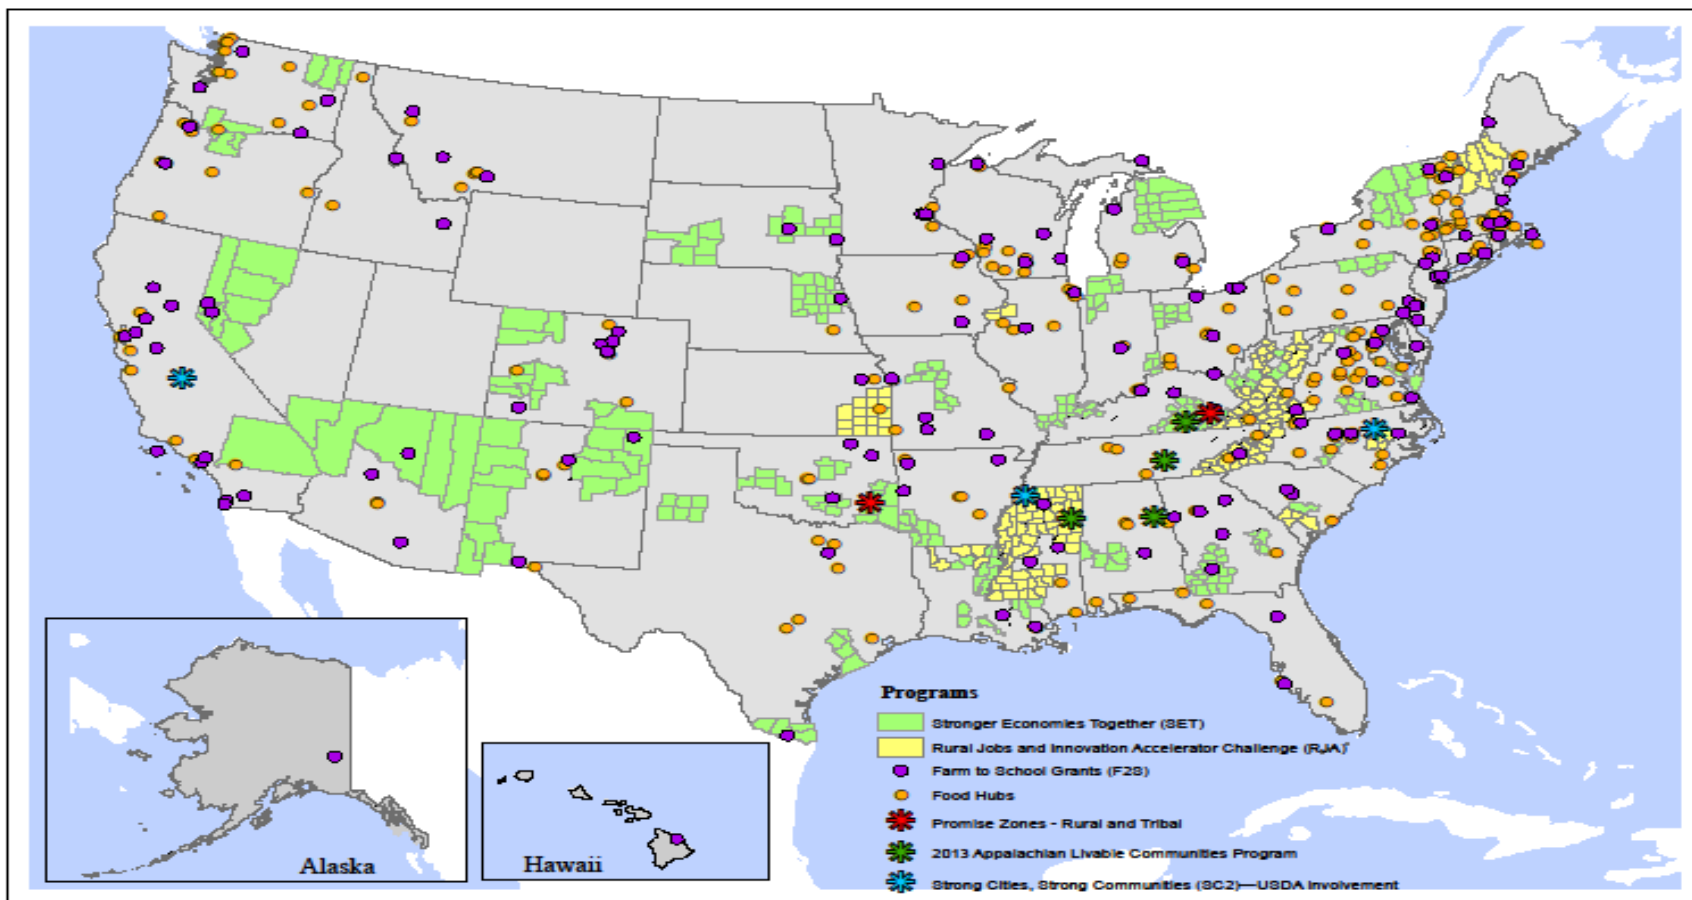 Programs
Stronger Economies Together (SET)
Rural Jobs and Innovation Accelerator Challenge (RJA)
Farm to School Grants (F2S)
Food Hubs
Promise Zones - Rural and Tribal
2013 Appalachian Livable Communities Program
Strong Cities, Strong Communities (SC2)—USDA Involvement
Alaska
Hawaii